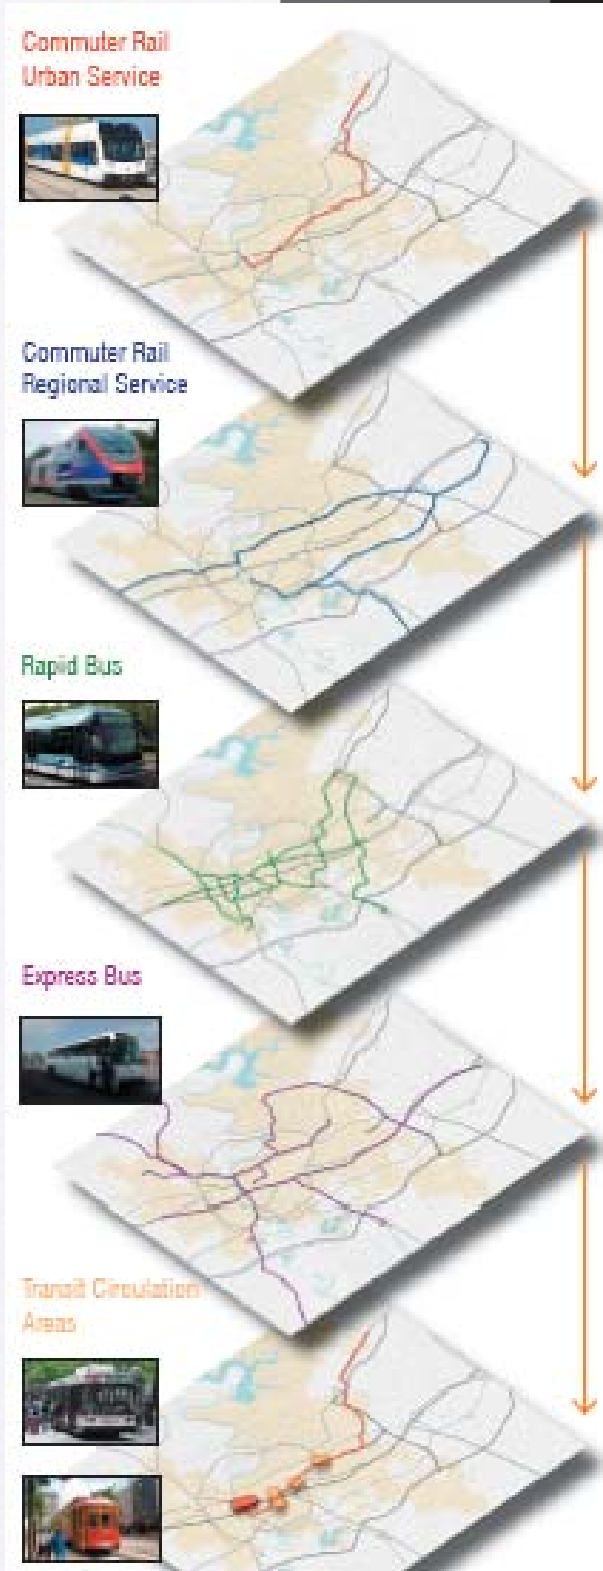 Commuter Rail
Urban Service
Commuter Rail
Regional Service
Rapid Bus
Express Bus
Transit Circulation
Areas